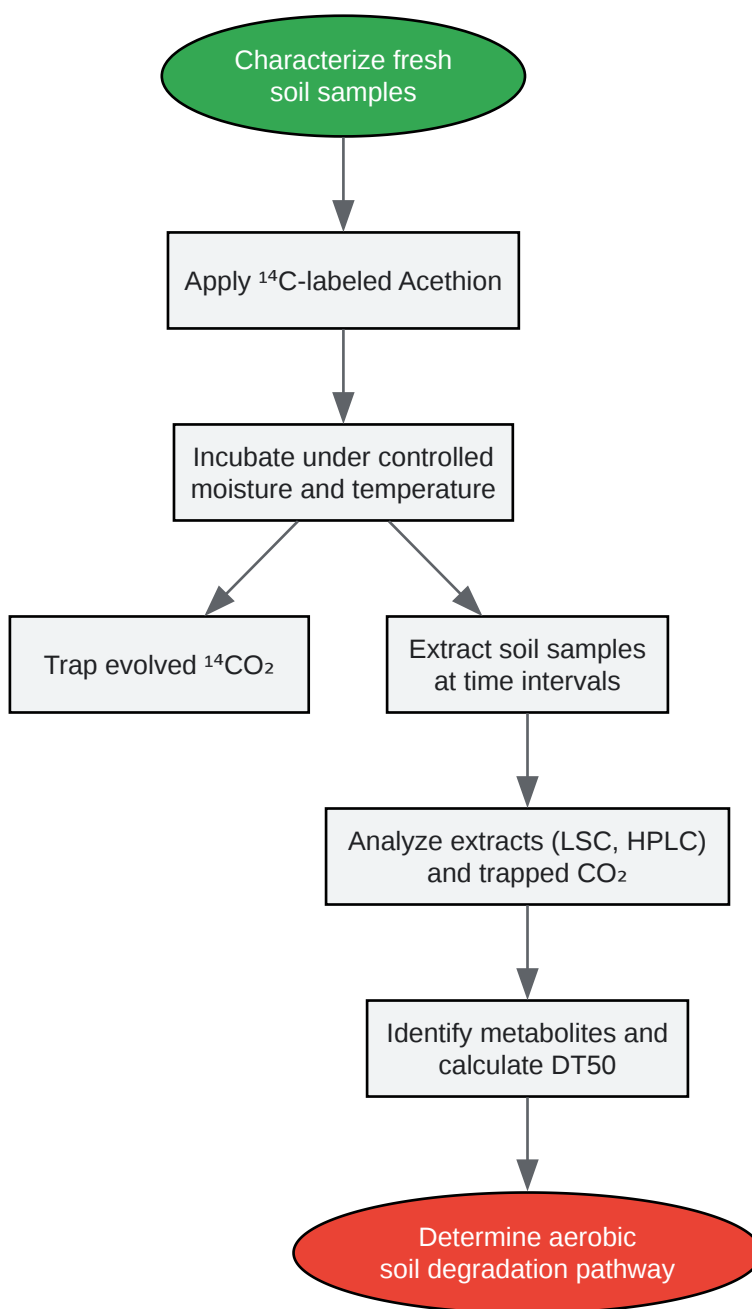 Characterize fresh
soil samples
Apply ¹⁴C-labeled Acethion
Incubate under controlled
moisture and temperature
Trap evolved ¹⁴CO₂
Extract soil samples
at time intervals
Analyze extracts (LSC, HPLC)
and trapped CO₂
Identify metabolites and
calculate DT50
Determine aerobic
soil degradation pathway